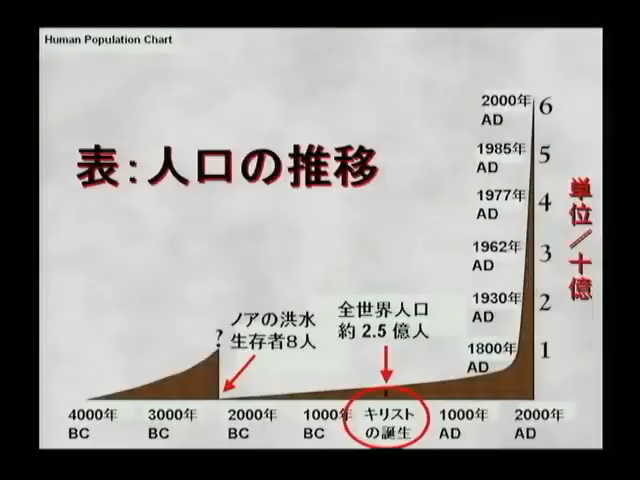 Human Population Chart
表：人口の推移
2000年
AD
6
1985年
AD
5
1977年
AD
4
1962年
AD
3
1930年
AD
2
1800年
AD
1
単位／十億
?
ノアの洪水
生存者8人
全世界人口
約 2.5 億人
4000年
BC
3000年
BC
2000年
BC
1000年
BC
キリスト
の誕生
1000年
AD
2000年
AD